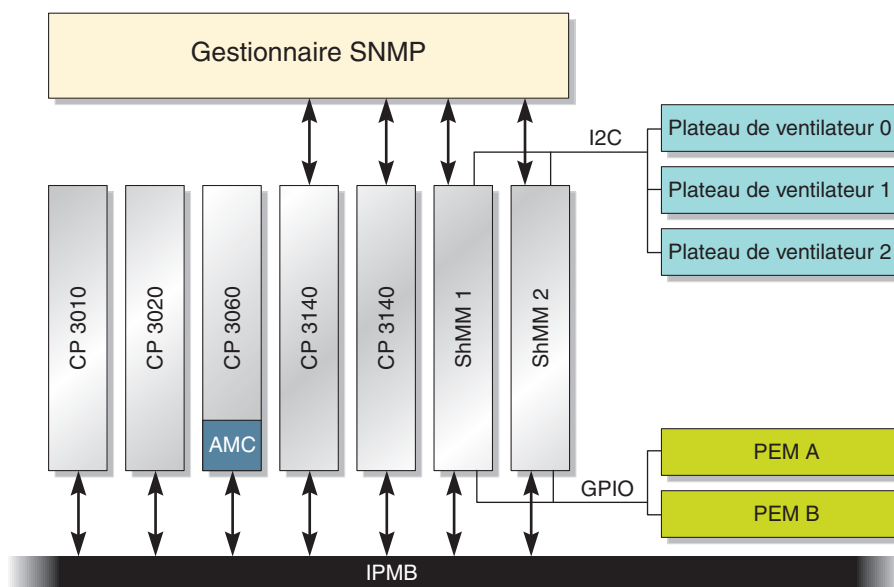 Gestionnaire SNMP
I2C
Plateau de ventilateur 0
Plateau de ventilateur 1
Plateau de ventilateur 2
CP 3010
CP 3020
CP 3060
AMC
CP 3140
CP 3140
ShMM 1
ShMM 2
GPIO
PEM A
PEM B
IPMB